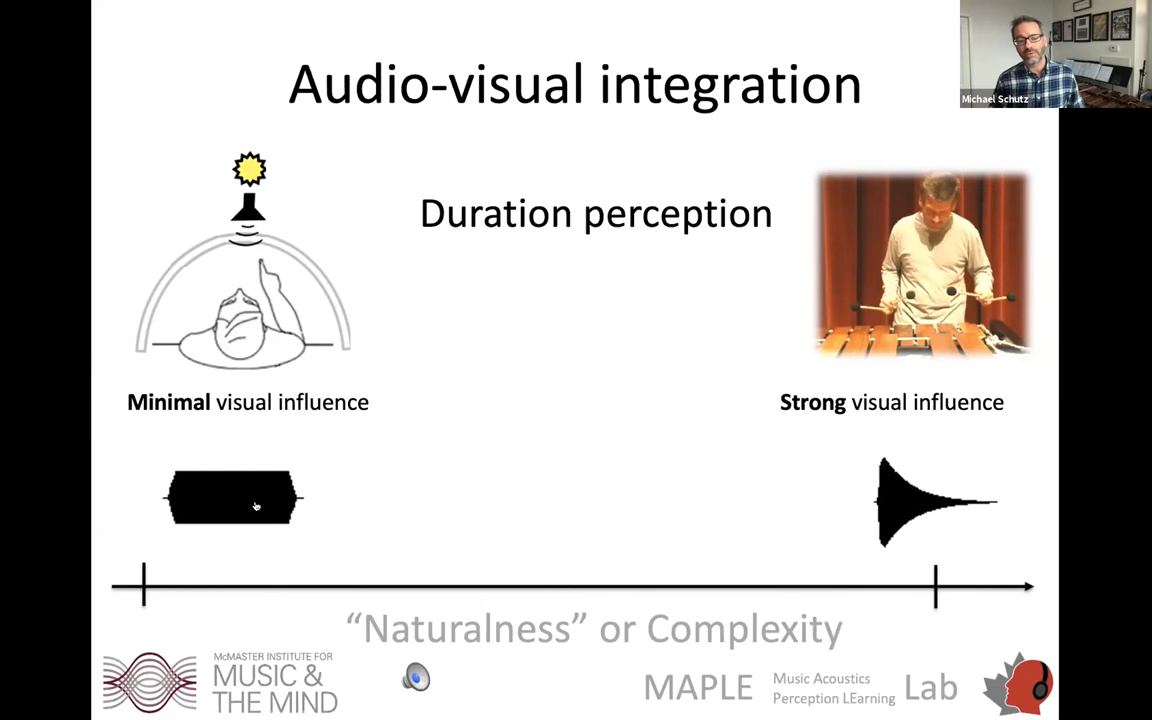 Audio-visual integration
Michael Schutz
Duration perception
Minimal visual influence
Strong visual influence
“Naturalness” or Complexity
McMASTER INSTITUTE FOR
MUSIC &
THE MIND
MAPLE
Music Acoustics
Perception LEarning
Lab